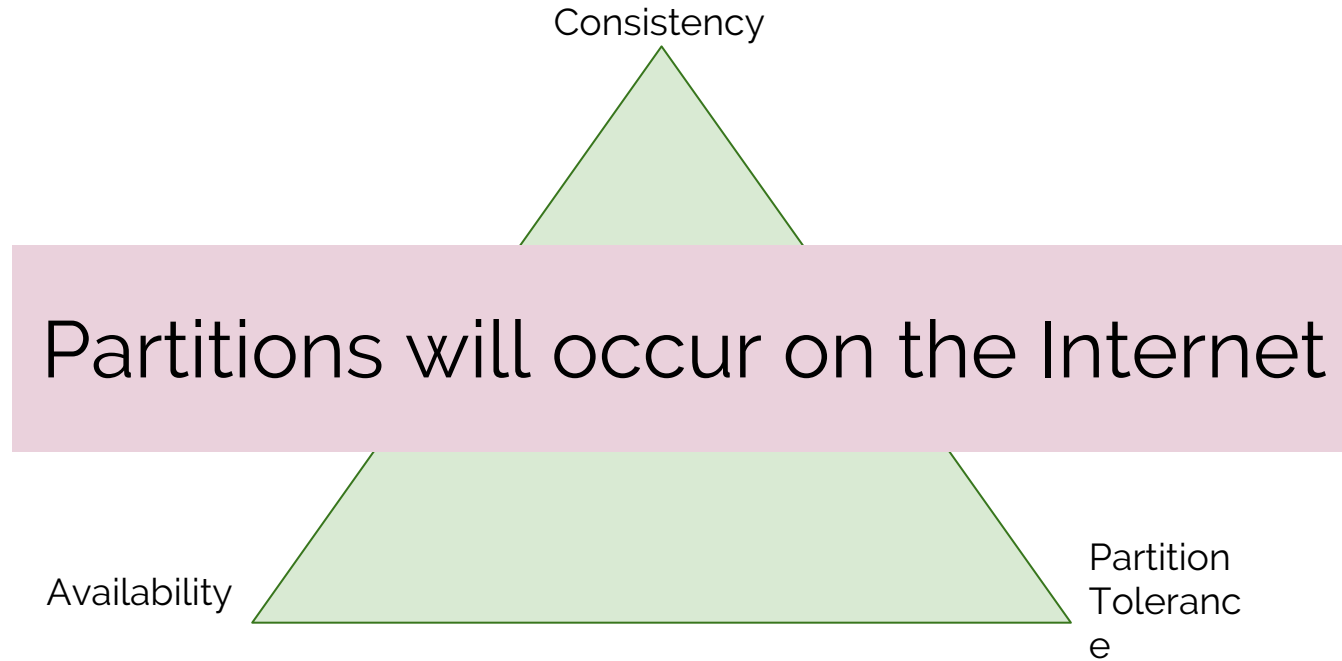 Consistency
Partitions will occur on the Internet
Availability
Partition
Toleranc
e